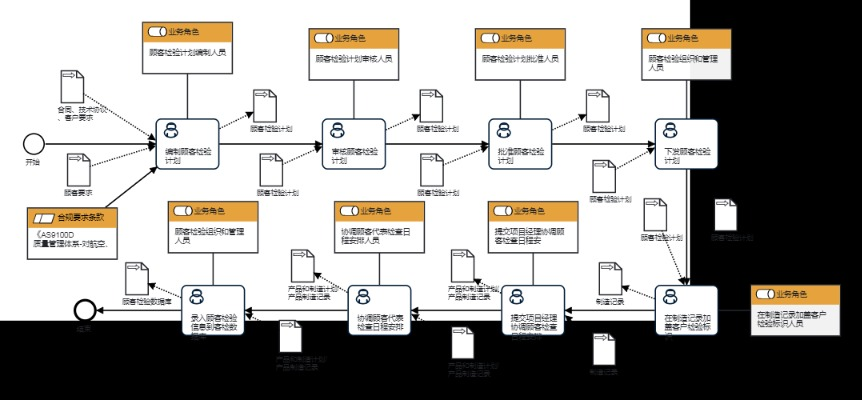 业务角色
顾客检验计划编制人员
业务角色
顾客检验计划审核人员
业务角色
顾客检验计划批准人员
业务角色
顾客检验组织和管理
人员
合同、技术协议
、客户要求
顾客检验计划
顾客检验计划
顾客检验计划
开始
编制顾客检验
计划
审核顾客检验
计划
批准顾客检验
计划
下发顾客检验
计划
顾客要求
顾客检验计划
顾客检验计划
顾客检验计划
合规要求条款
《AS9100D
质量管理体系-对航空.
业务角色
顾客检验组织和管理
人员
业务角色
协调顾客代表检查日
程安排人员
业务角色
提交项目经理协调顾
客检查日程安
顾客检验计划
顾客检验计划
顾客检验数据库
产品和制造计划/
产品制造记录
产品和制造计划/
产品制造记录
制造记录
业务角色
在制造记录加盖客户
检验标识人员
结束
录入顾客检验
信息到客检数
据库
协调顾客代表
检查日程安排
提交项目经理
协调顾客检查
日程安排
在制造记录加
盖客户检验标
识
产品和制造计划/
产品制造记录
产品和制造计划/
产品制造记录
制造记录